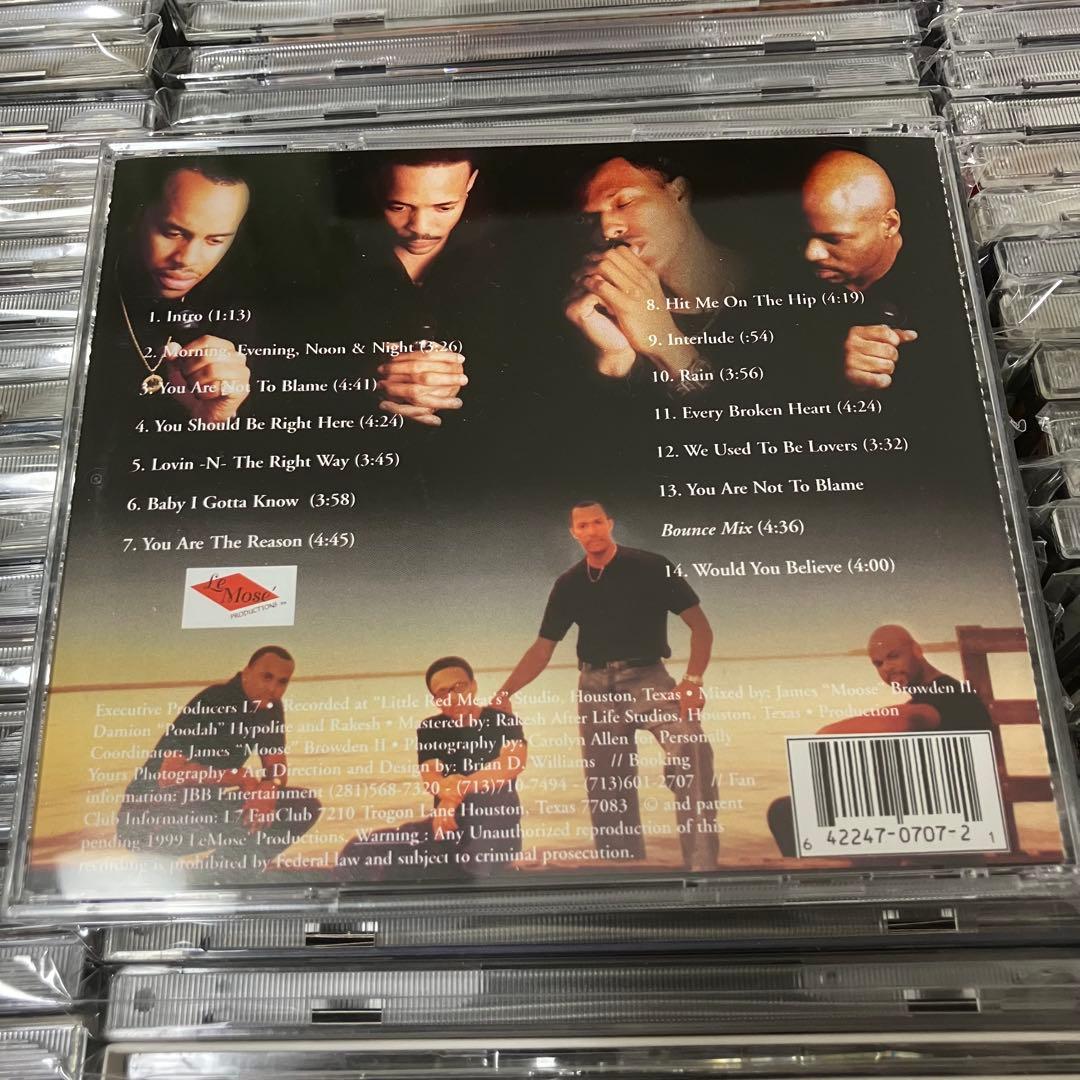 1. Intro (1:13)
2. Morning, Evening, Noon & Night (3:26)
3. You Are Not To Blame (4:41)
4. You Should Be Right Here (4:24)
5. Lovin -N- The Right Way (3:45)
6. Baby I Gotta Know (3:58)
7. You Are The Reason (4:45)
8. Hit Me On The Hip (4:19)
9. Interlude (:54)
10. Rain (3:56)
11. Every Broken Heart (4:24)
12. We Used To Be Lovers (3:32)
13. You Are Not To Blame
Bounce Mix (4:36)
14. Would You Believe (4:00)
Le
Mosé
PRODUCTIONS
Executive Producers L7 • Recorded at "Little Red Meat's" Studio, Houston, Texas • Mixed by: James "Moose" Browden II,
Damion "Poodah" Hypolite and Rakesh • Mastered by: Rakesh After Life Studios, Houston, Texas • Production
Coordinator: James "Moose" Browden II • Photography by: Carolyn Allen for Personally
Yours Photography • Art Direction and Design by: Brian D. Williams // Booking
information: JBB Entertainment (281)568-7320 - (713)710-7494 - (713)601-2707 // Fan
Club Information: L7 FanClub 7210 Trogon Lane Houston, Texas 77083 © and patent
pending 1999 LeMose' Productions. Warning : Any Unauthorized reproduction of this
recording is prohibited by Federal law and subject to criminal prosecution.
6 42247-0707-2 1